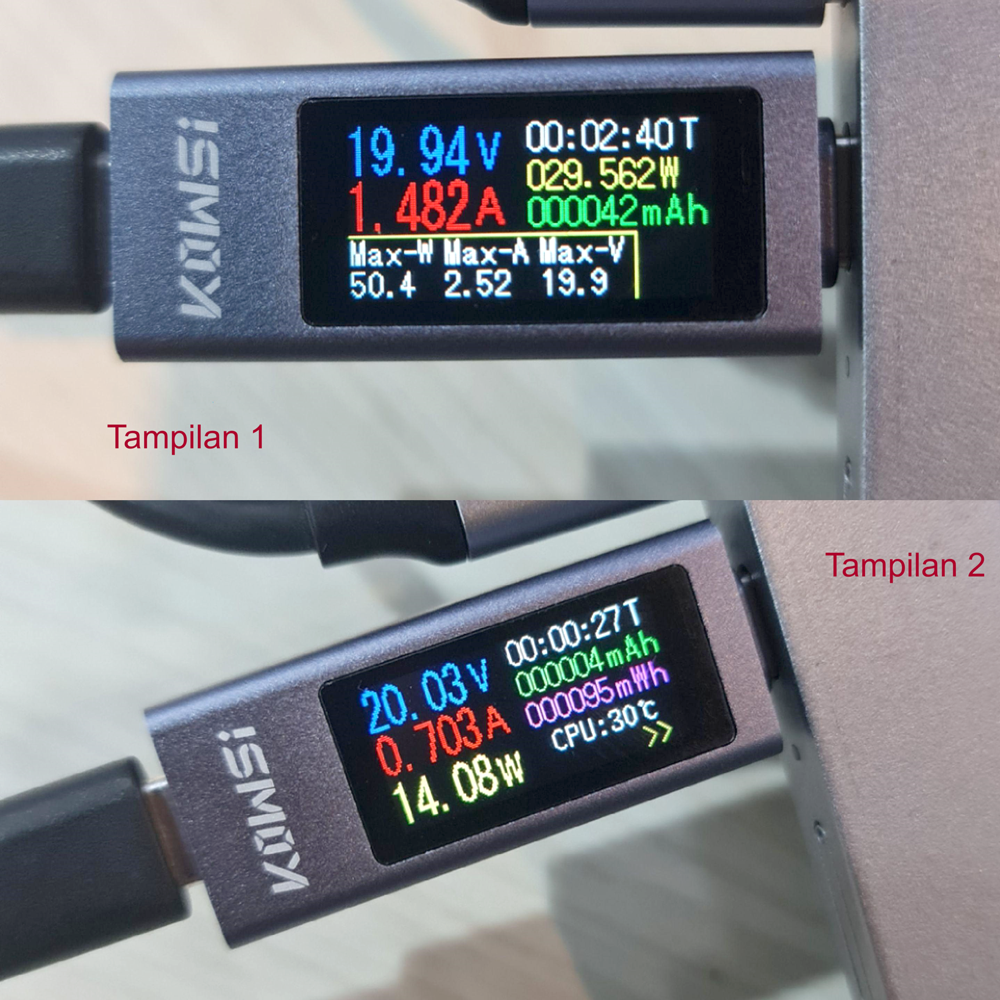 KOWSI
19.94V
1.482A
00:02:40T
029.562W
000042mAh
Max-W Max-A Max-V
50.4 2.52 19.9
Tampilan 1
Tampilan 2
KOWSI
20.03V
0.703A
14.08W
00:00:27T
000004mAh
000095mWh
CPU:30℃
>>